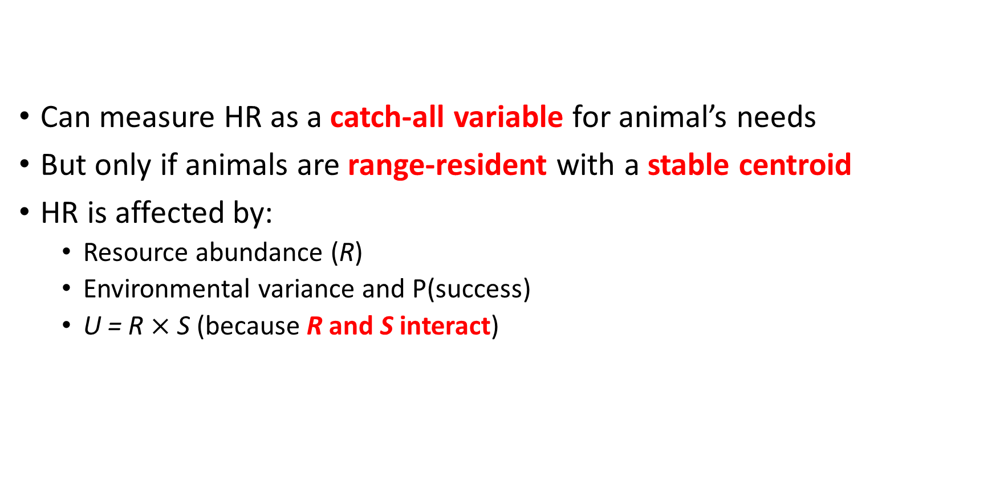 • Can measure HR as a catch-all variable for animal’s needs
• But only if animals are range-resident with a stable centroid
• HR is affected by:
• Resource abundance (R)
• Environmental variance and P(success)
• U = R × S (because R and S interact)